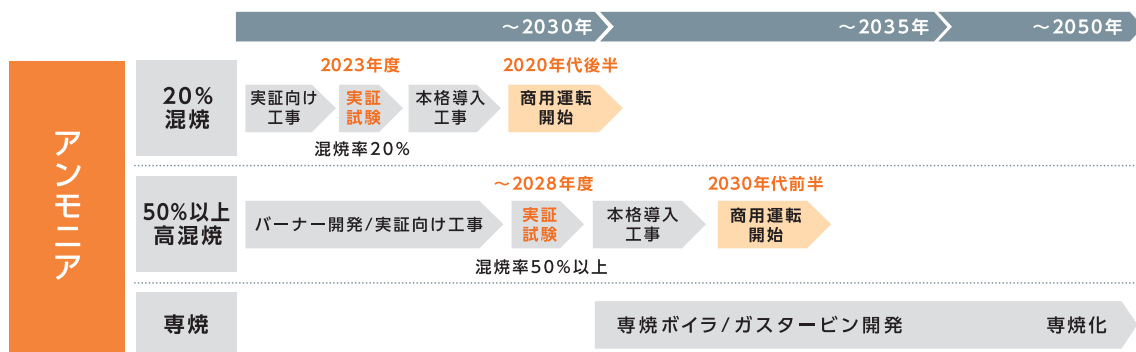 ～2030年
～2035年
～2050年
アンモニア
20%
混焼
実証向け
工事
2023年度
実証
試験
混焼率20%
本格導入
工事
2020年代後半
商用運転
開始
50%以上
高混焼
バーナー開発/実証向け工事
～2028年度
実証
試験
混焼率50%以上
本格導入
工事
2030年代前半
商用運転
開始
専焼
専焼ボイラ/ガスタービン開発
専焼化